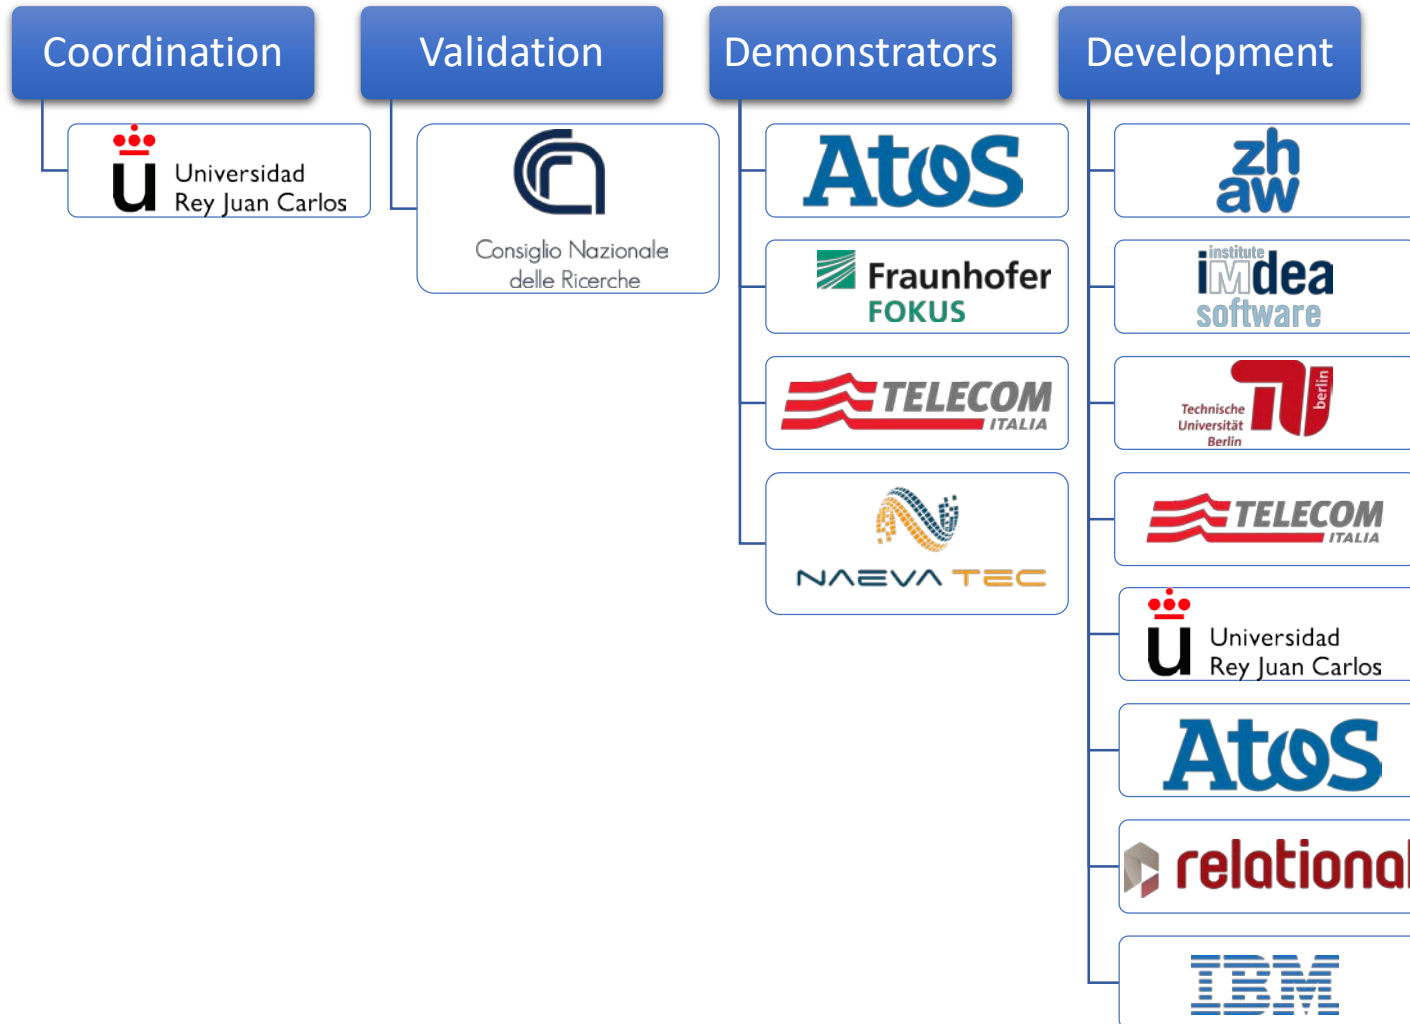 Coordination
Universidad
Rey Juan Carlos
Validation
Consiglio Nazionale
delle Ricerche
Demonstrators
Atos
Fraunhofer
FOKUS
TELECOM
ITALIA
NAEVA TEC
Development
zh
aw
institute
imdea
software
Technische
Universität
Berlin
berlin
TELECOM
ITALIA
u Universidad
Rey Juan Carlos
Atos
relational
IBM